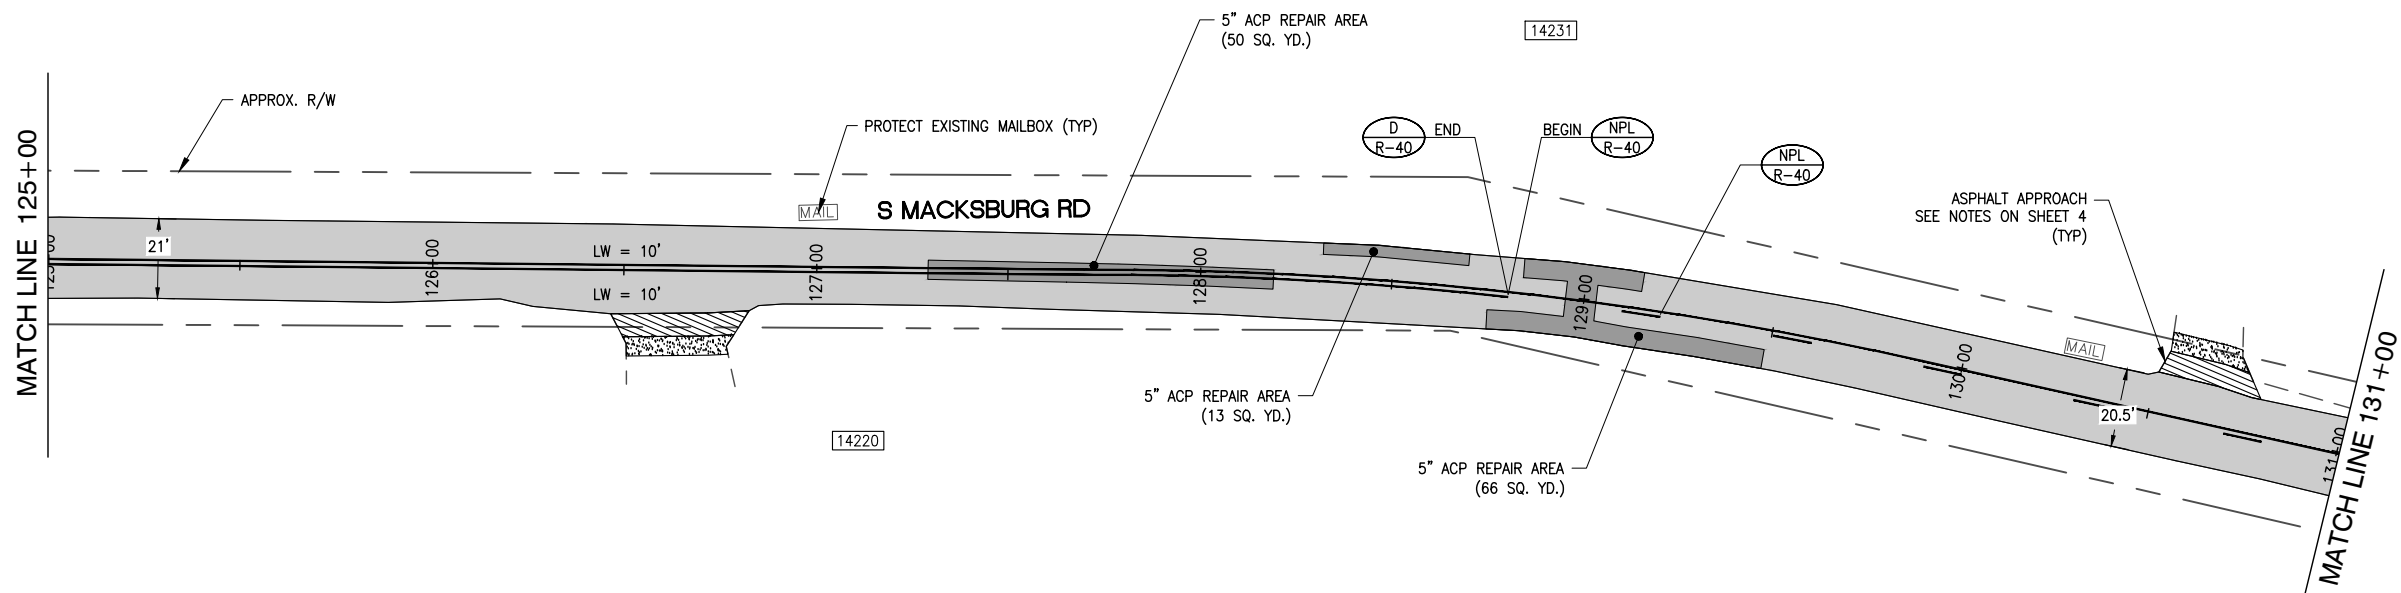 5" ACP REPAIR AREA
(50 SQ. YD.)
14231
APPROX. R/W
PROTECT EXISTING MAILBOX (TYP)
D
R-40
END
BEGIN
NPL
R-40
NPL
R-40
ASPHALT APPROACH
SEE NOTES ON SHEET 4
(TYP)
MATCH LINE 125+00
MAIL
S MACKSBURG RD
21'
126+00
LW = 10'
LW = 10'
127+00
128+00
129+00
130+00
131+00
MAIL
20.5'
MATCH LINE 131+00
5" ACP REPAIR AREA
(13 SQ. YD.)
14220
5" ACP REPAIR AREA
(66 SQ. YD.)